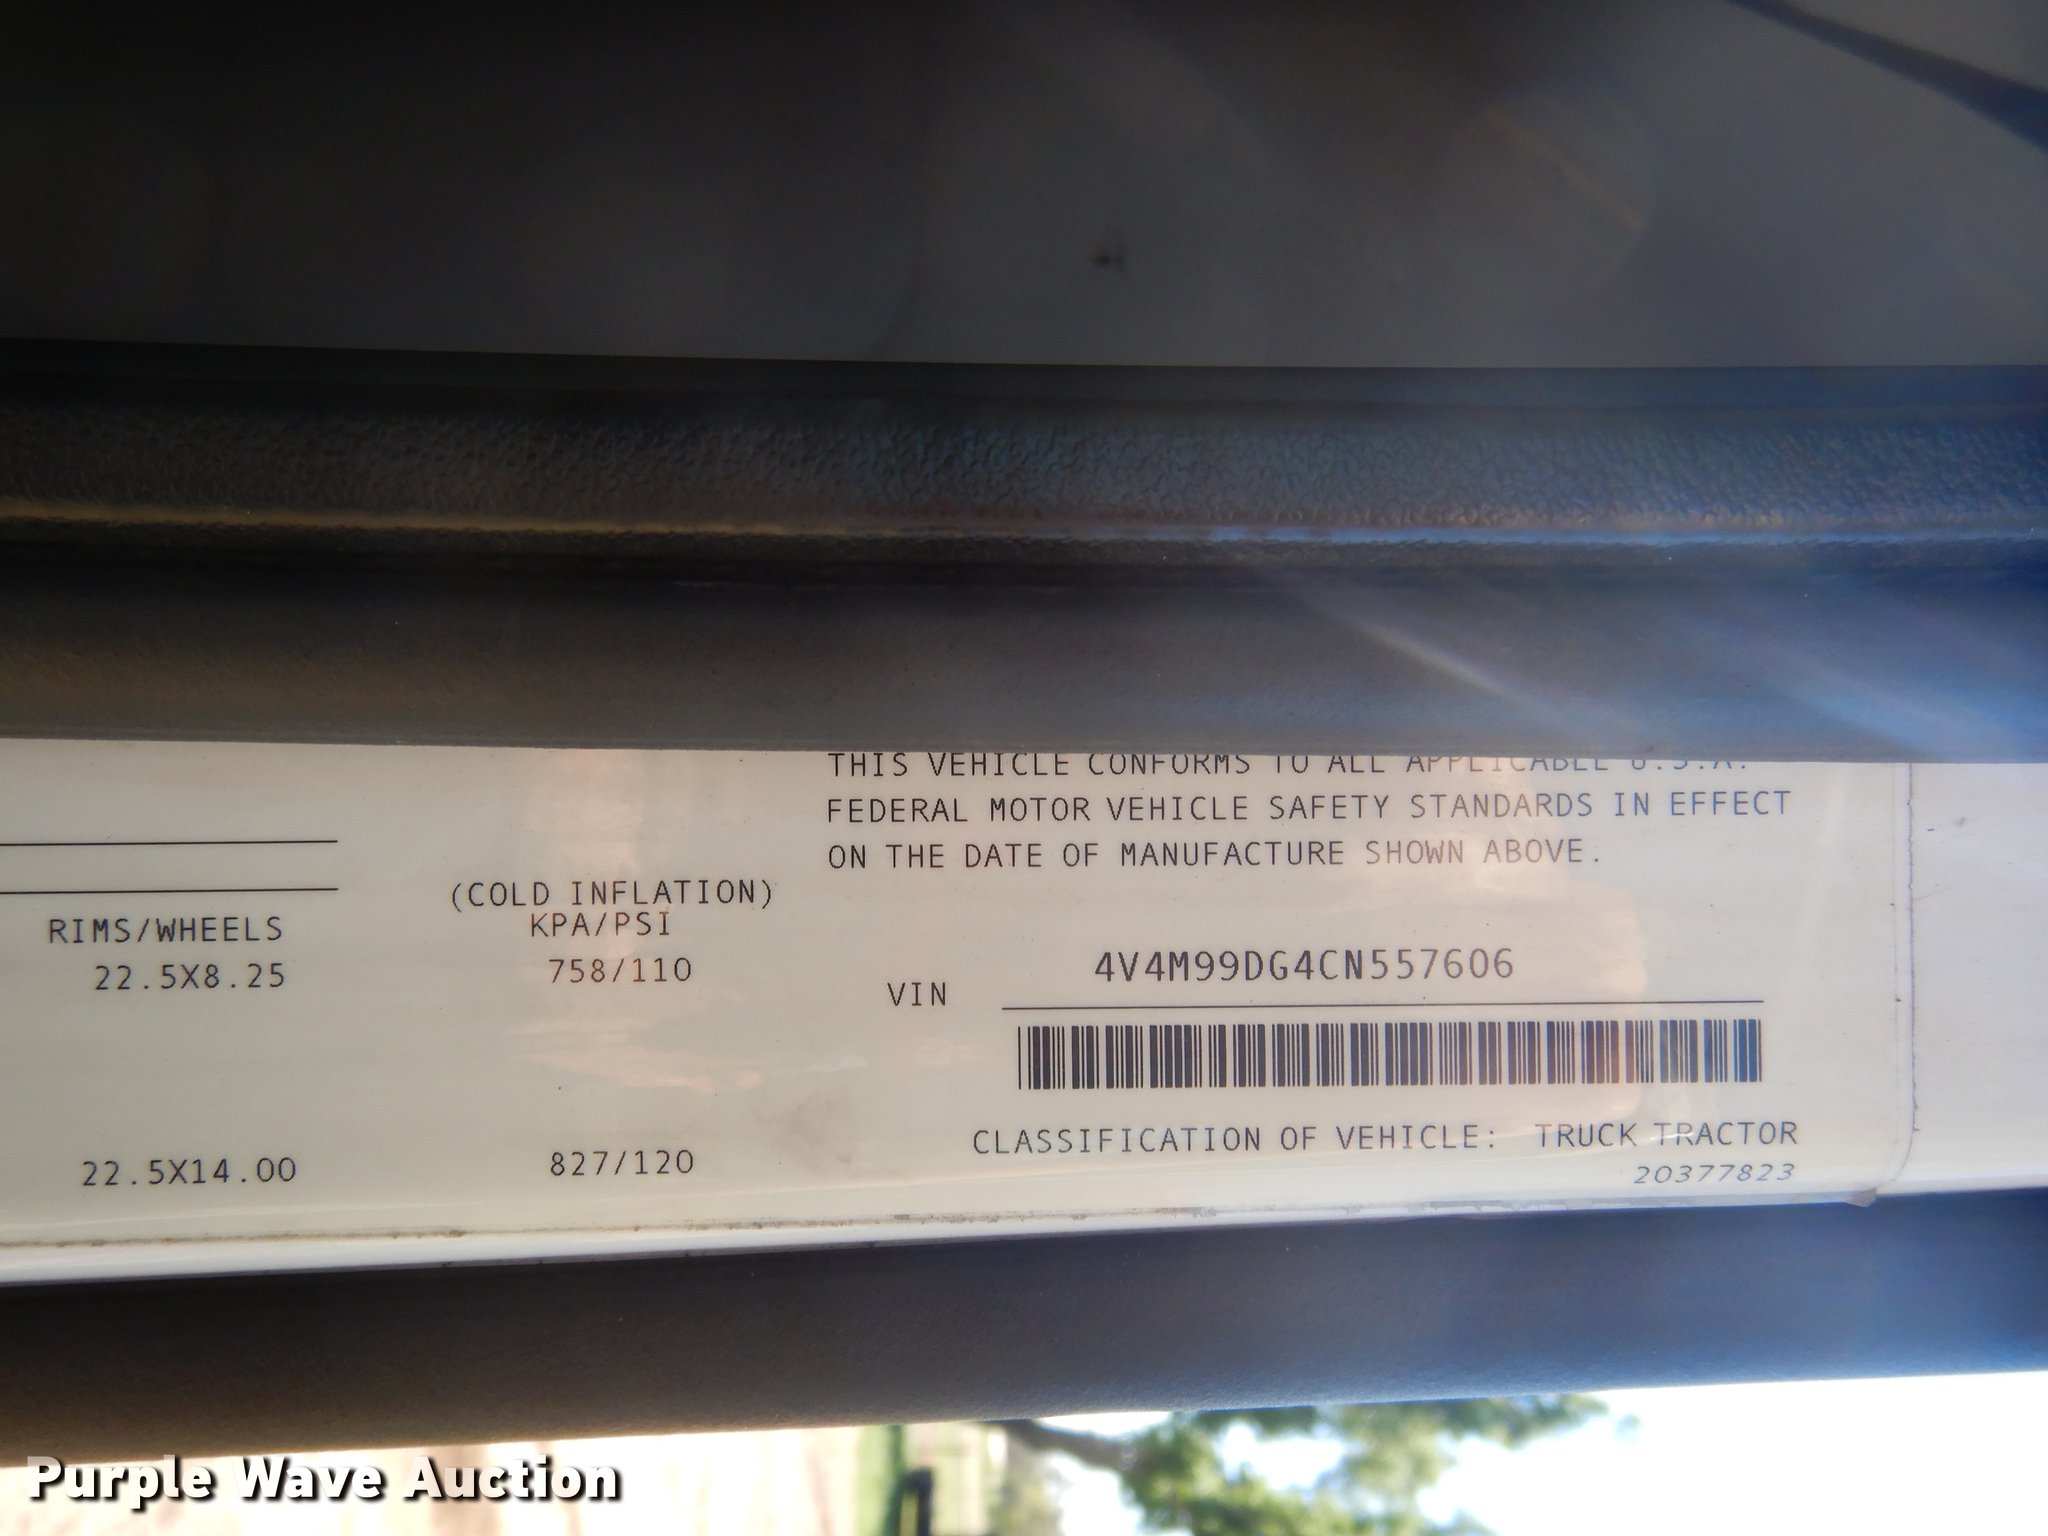 THIS VEHICLE CONFORMS TO ALL APPLICABLE U.S.A.
FEDERAL MOTOR VEHICLE SAFETY STANDARDS IN EFFECT
ON THE DATE OF MANUFACTURE SHOWN ABOVE.
(COLD INFLATION)
RIMS/WHEELS KPA/PSI
22.5X8.25 758/110
VIN 4V4M99DG4CN557606
22.5X14.00 827/120
CLASSIFICATION OF VEHICLE: TRUCK TRACTOR
20377823
Purple Wave Auction